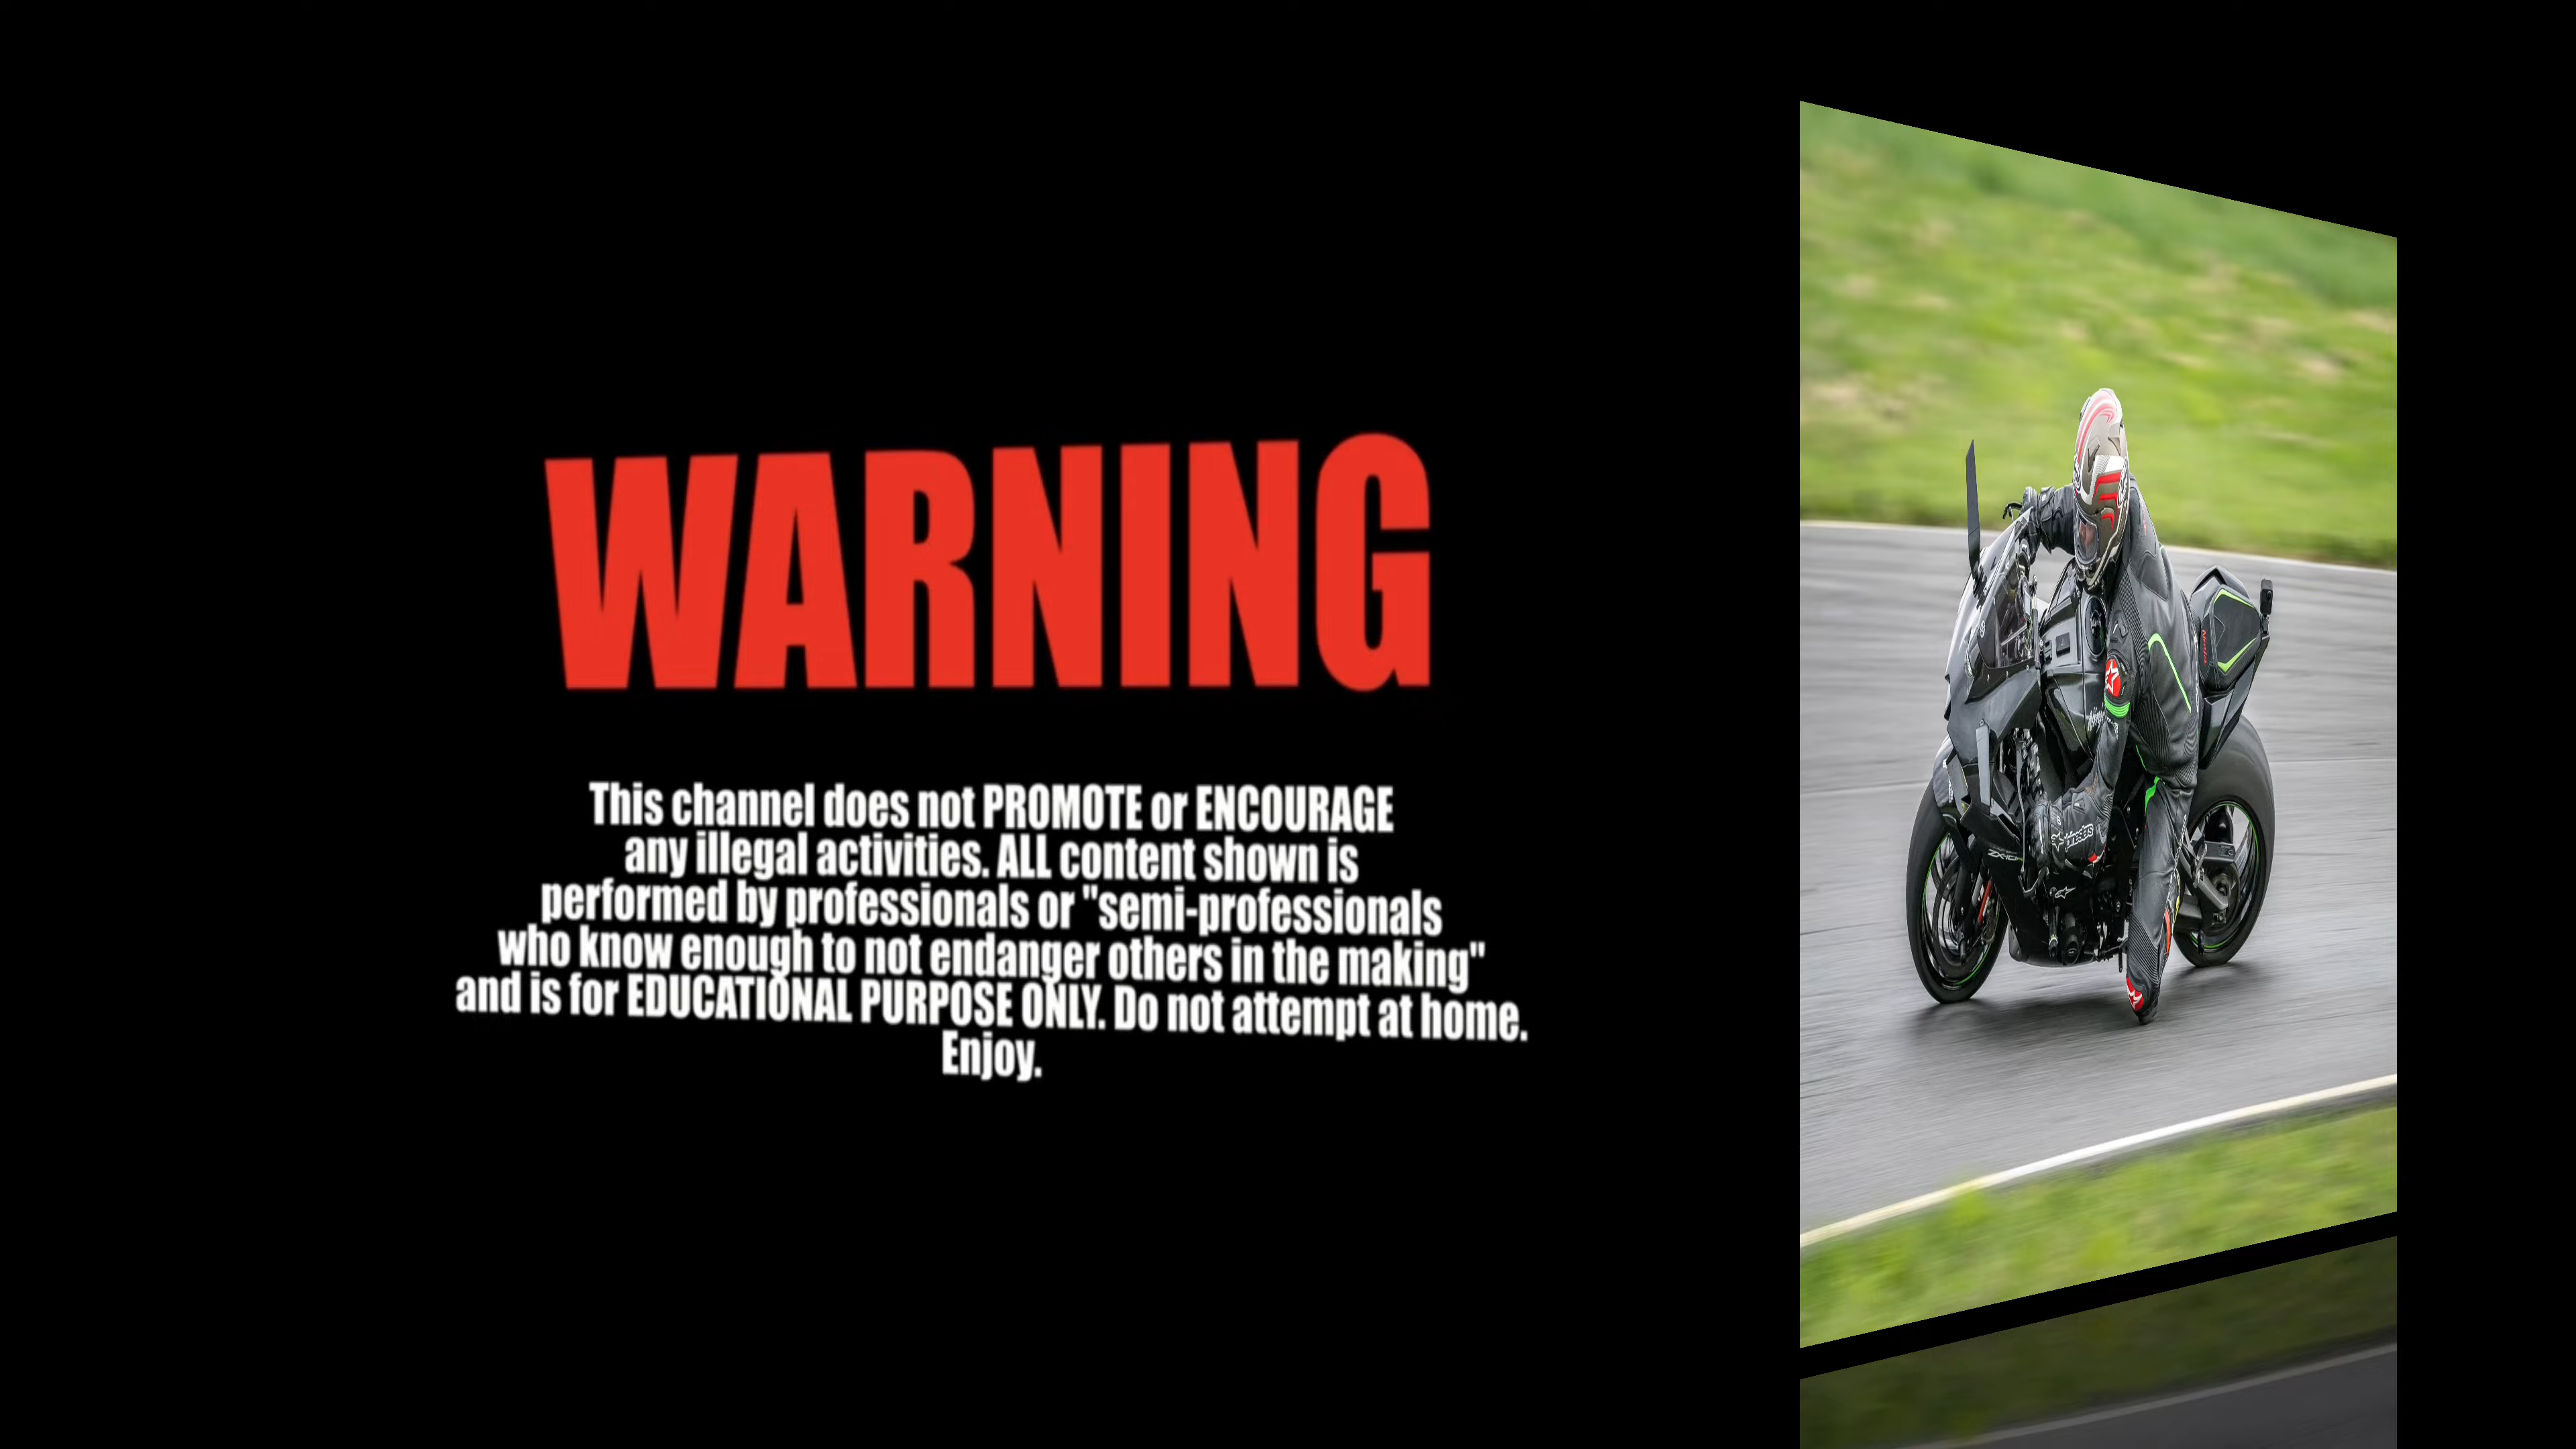 WARNING
This channel does not PROMOTE or ENCOURAGE
any illegal activities. ALL content shown is
performed by professionals or "semi-professionals
who know enough to not endanger others in the making"
and is for EDUCATIONAL PURPOSE ONLY. Do not attempt at home.
Enjoy.